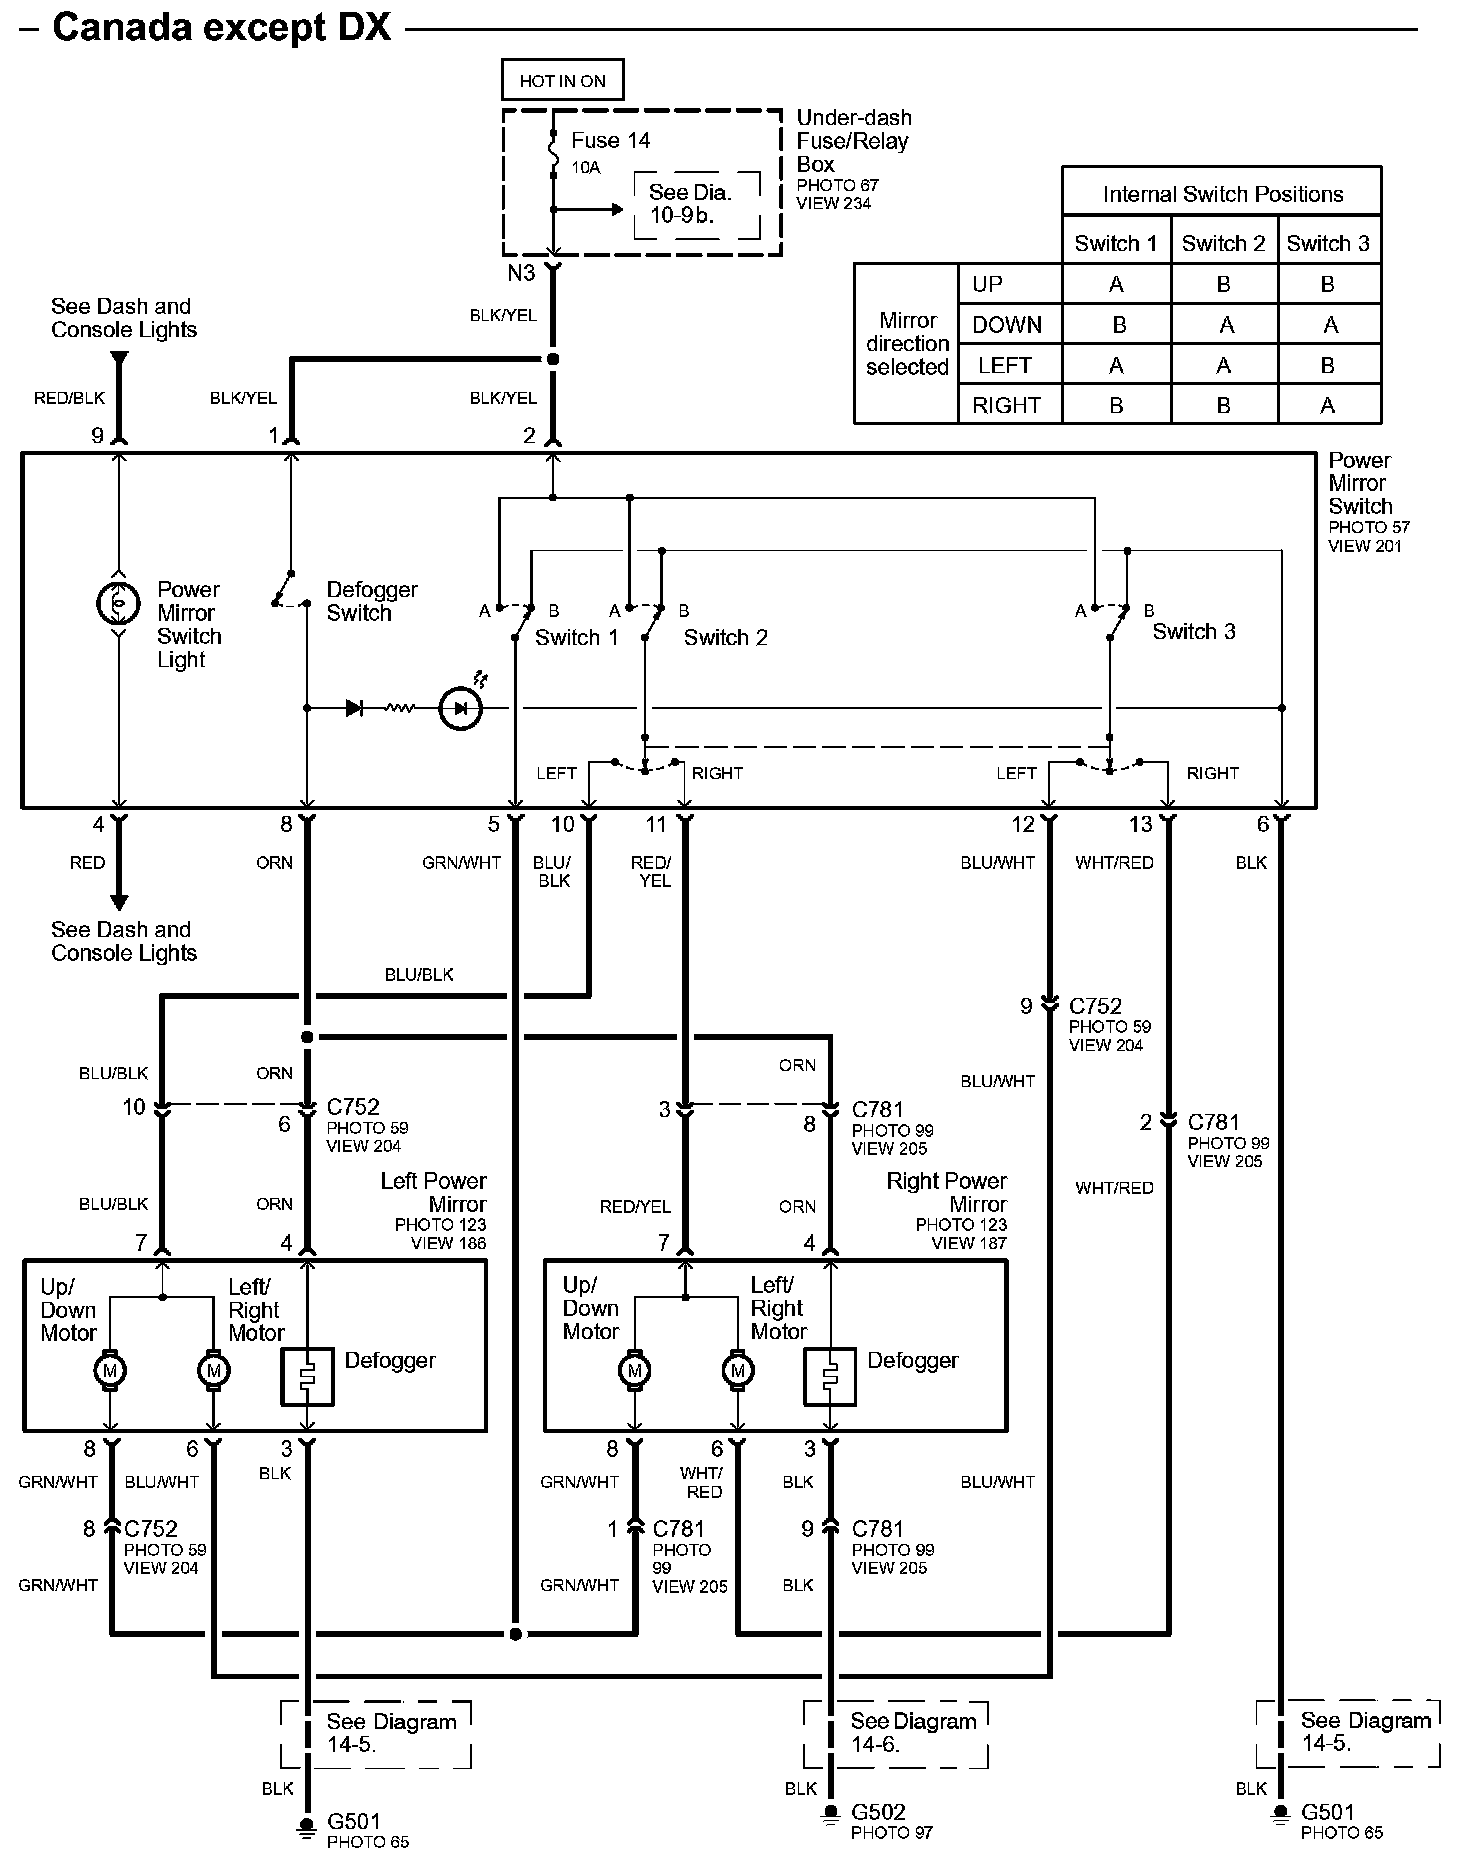 Canada except DX
HOT IN ON
Under-dash
Fuse/Relay
Box
PHOTO 67
VIEW 234
Fuse 14
10A
See Dia.
10-9b.
N3
Internal Switch Positions
Switch 1 Switch 2 Switch 3
Mirror
direction
selected
UP A B B
DOWN B A A
LEFT A A B
RIGHT B B A
See Dash and
Console Lights
BLK/YEL
RED/BLK BLK/YEL BLK/YEL
9 1 2
Power
Mirror
Switch
PHOTO 57
VIEW 201
Power
Mirror
Switch
Light
Defogger
Switch
A B Switch 1
A B Switch 2
A B Switch 3
LEFT RIGHT LEFT RIGHT
4 8 5 10 11 12 13 6
RED ORN GRN/WHT BLU/
BLK RED/
YEL BLU/WHT WHT/RED BLK
See Dash and
Console Lights
BLU/BLK
9 C752
PHOTO 59
VIEW 204
BLU/BLK ORN ORN BLU/WHT
10 6 C752
PHOTO 59
VIEW 204
3 8 C781
PHOTO 99
VIEW 205
2 C781
PHOTO 99
VIEW 205
Left Power
Mirror
PHOTO 123
VIEW 186
Right Power
Mirror
PHOTO 123
VIEW 187
WHT/RED
BLU/BLK ORN RED/YEL ORN
7 4 7 4
Up/
Down
Motor
Left/
Right
Motor
M M
Defogger
Up/
Down
Motor
Left/
Right
Motor
M M
Defogger
8 6 3 8 6 3
GRN/WHT BLU/WHT BLK GRN/WHT WHT/
RED BLK BLU/WHT
8 C752
PHOTO 59
VIEW 204
1 C781
PHOTO
99
VIEW 205
9 C781
PHOTO 99
VIEW 205
GRN/WHT GRN/WHT BLK
See Diagram
14-5.
See Diagram
14-6.
See Diagram
14-5.
BLK BLK BLK
G501
PHOTO 65
G502
PHOTO 97
G501
PHOTO 65